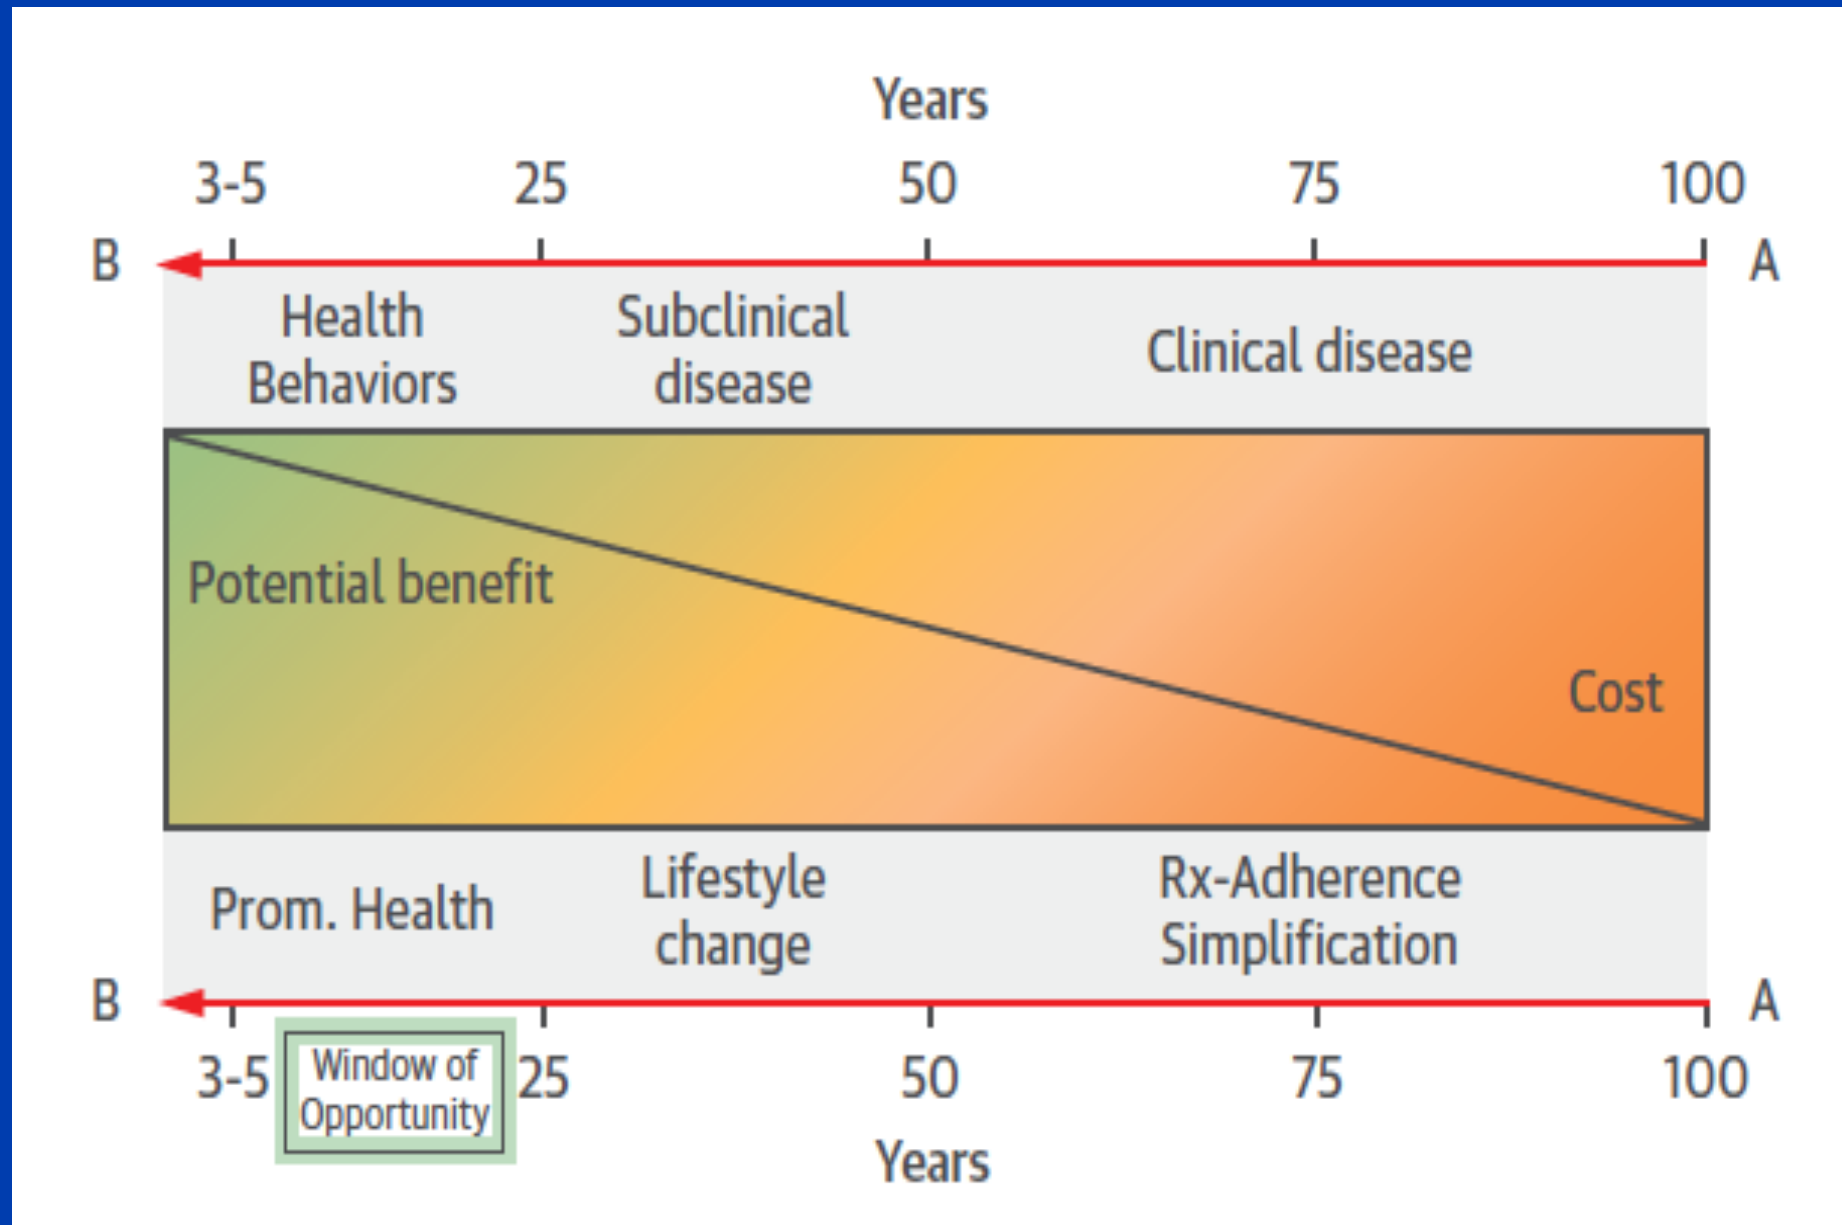 Years
3-5 25 50 75 100
B A
Health Behaviors
Subclinical disease
Clinical disease
Potential benefit
Cost
Prom. Health
Lifestyle change
Rx-Adherence Simplification
B A
3-5 25 50 75 100
Window of Opportunity
Years